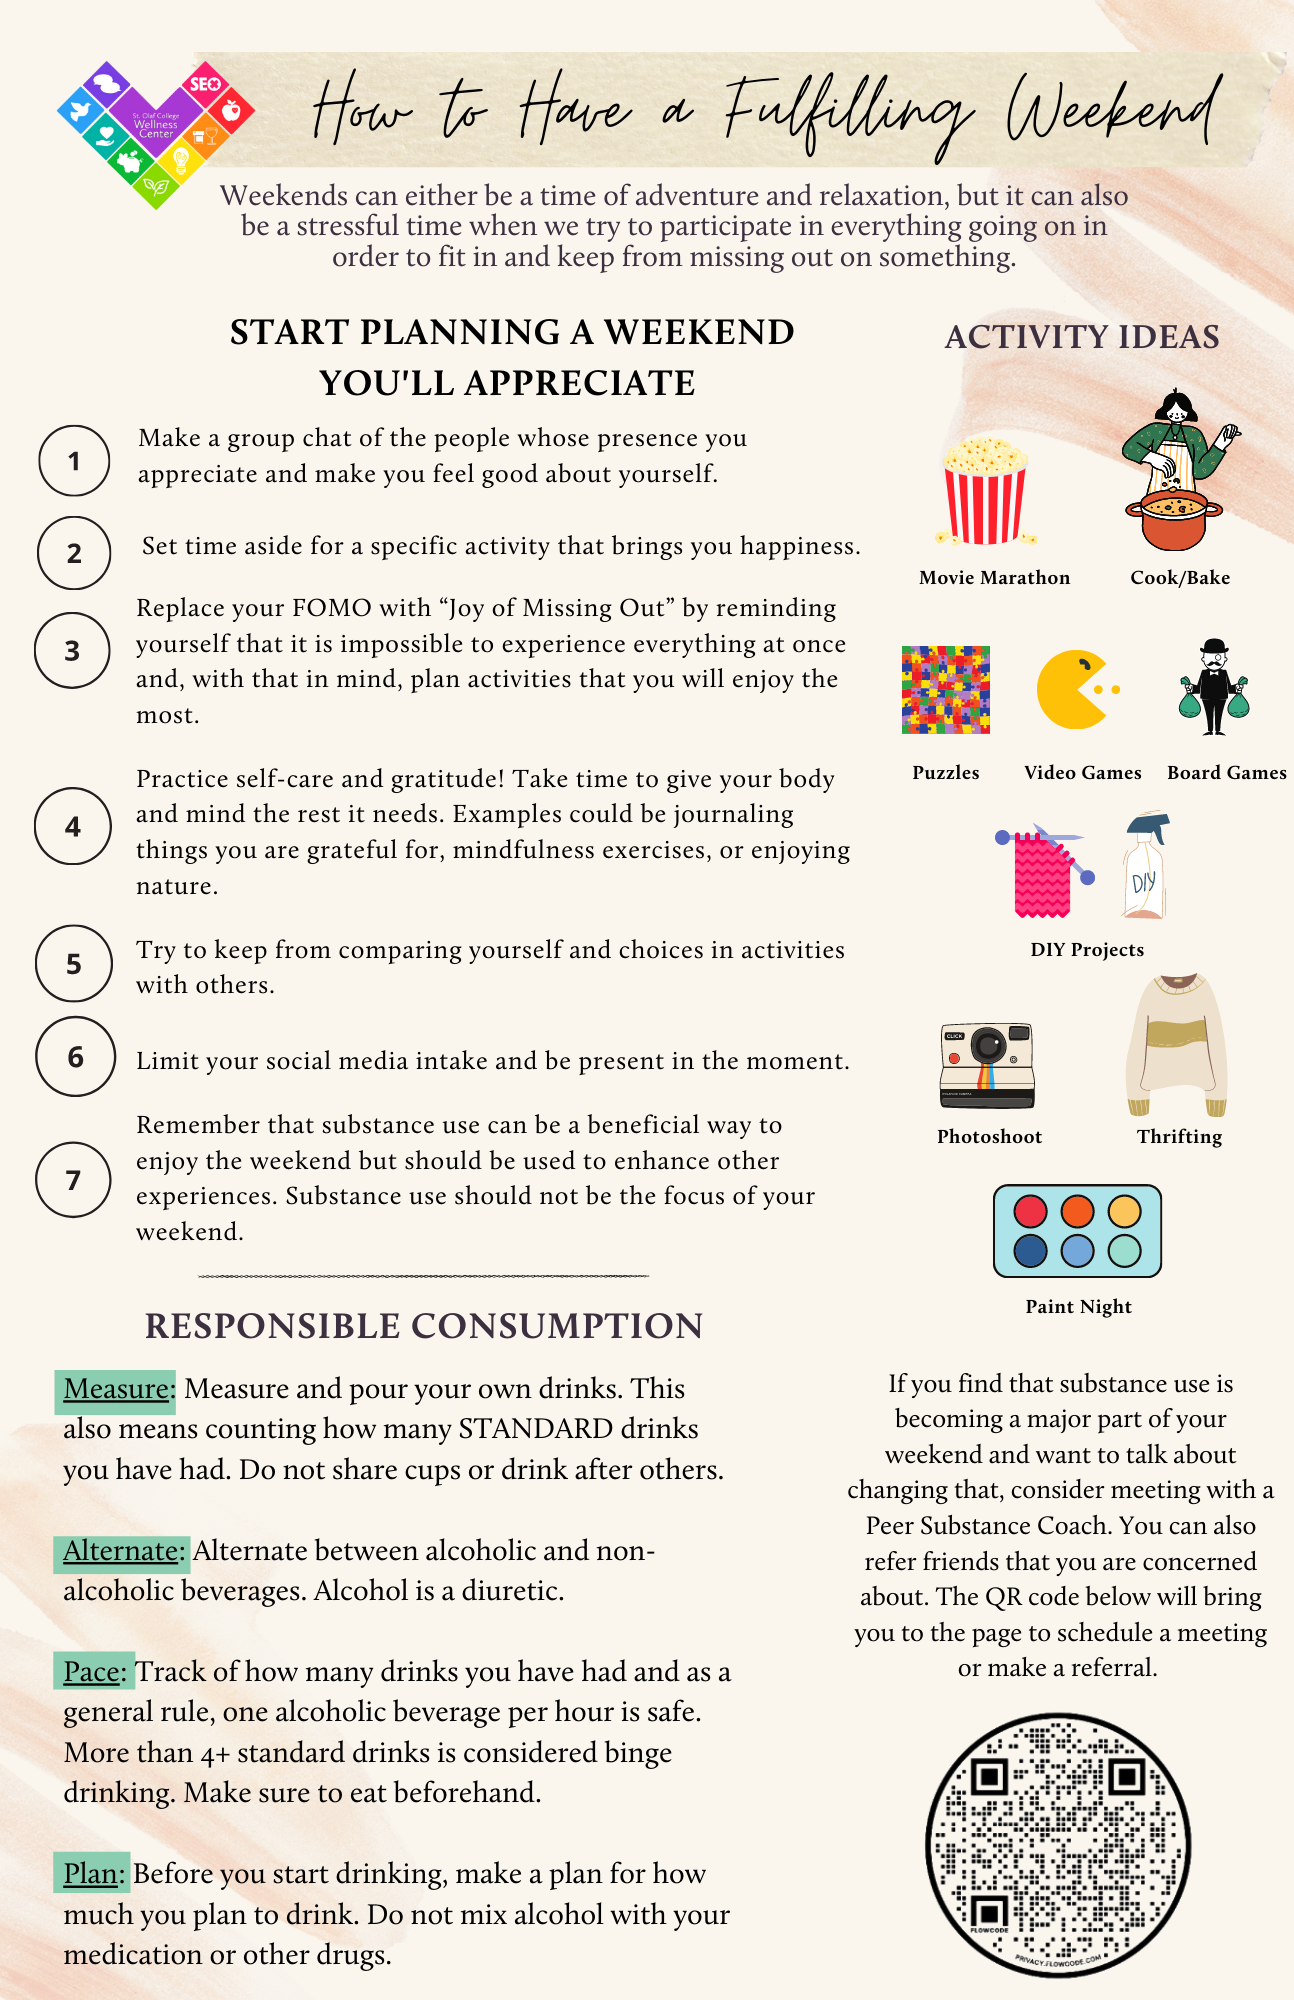 SEO
St. Olaf College
Wellness
Center
How to Have a Fulfilling Weekend
Weekends can either be a time of adventure and relaxation, but it can also
be a stressful time when we try to participate in everything going on in
order to fit in and keep from missing out on something.
START PLANNING A WEEKEND
YOU'LL APPRECIATE
1
Make a group chat of the people whose presence you
appreciate and make you feel good about yourself.
2
Set time aside for a specific activity that brings you happiness.
3
Replace your FOMO with “Joy of Missing Out” by reminding
yourself that it is impossible to experience everything at once
and, with that in mind, plan activities that you will enjoy the
most.
4
Practice self-care and gratitude! Take time to give your body
and mind the rest it needs. Examples could be journaling
things you are grateful for, mindfulness exercises, or enjoying
nature.
5
Try to keep from comparing yourself and choices in activities
with others.
6
Limit your social media intake and be present in the moment.
7
Remember that substance use can be a beneficial way to
enjoy the weekend but should be used to enhance other
experiences. Substance use should not be the focus of your
weekend.
ACTIVITY IDEAS
Movie Marathon
Cook/Bake
Puzzles
Video Games
Board Games
DIY
DIY Projects
CLICK
Photoshoot
Thrifting
Paint Night
RESPONSIBLE CONSUMPTION
Measure: Measure and pour your own drinks. This
also means counting how many STANDARD drinks
you have had. Do not share cups or drink after others.
Alternate: Alternate between alcoholic and non-
alcoholic beverages. Alcohol is a diuretic.
Pace: Track of how many drinks you have had and as a
general rule, one alcoholic beverage per hour is safe.
More than 4+ standard drinks is considered binge
drinking. Make sure to eat beforehand.
Plan: Before you start drinking, make a plan for how
much you plan to drink. Do not mix alcohol with your
medication or other drugs.
If you find that substance use is
becoming a major part of your
weekend and want to talk about
changing that, consider meeting with a
Peer Substance Coach. You can also
refer friends that you are concerned
about. The QR code below will bring
you to the page to schedule a meeting
or make a referral.
FLOWCODE
PRIVACY.FLOWCODE.COM